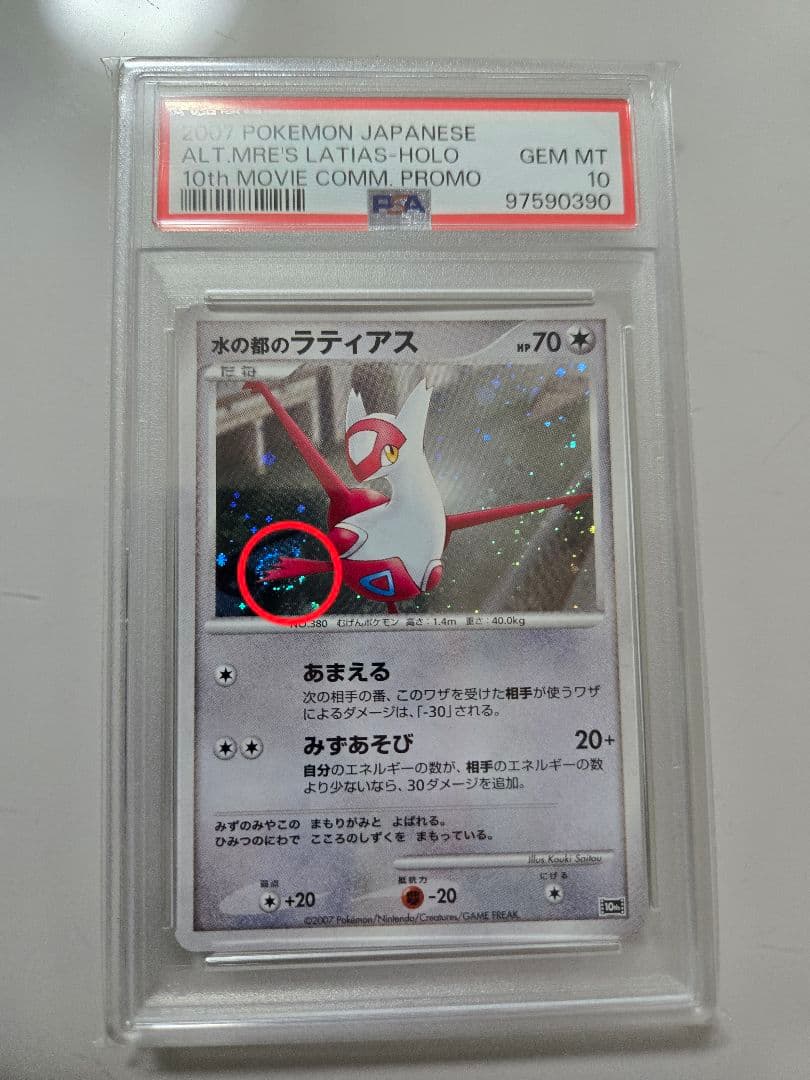 2007 POKEMON JAPANESE
ALT.MRE'S LATIAS-HOLO GEM MT
10th MOVIE COMM. PROMO 10
PSA 97590390
水の都のラティアス HP70
NO.380 むげんポケモン 高さ:1.4m 重さ:40.0kg
あまえる
次の相手の番、このワザを受けた相手が使うワザ
によるダメージは、「-30」される。
みずあそび 20+
自分のエネルギーの数が、相手のエネルギーの数
より少ないなら、30ダメージを追加。
みずのみやこの まもりがみと よばれる。
ひみつのにわで こころのしずくを まもっている。
Illus. Kouki Saitou
弱点 +20 抵抗力 -20 にげる
©2007 Pokémon/Nintendo/Creatures/GAME FREAK.
10th